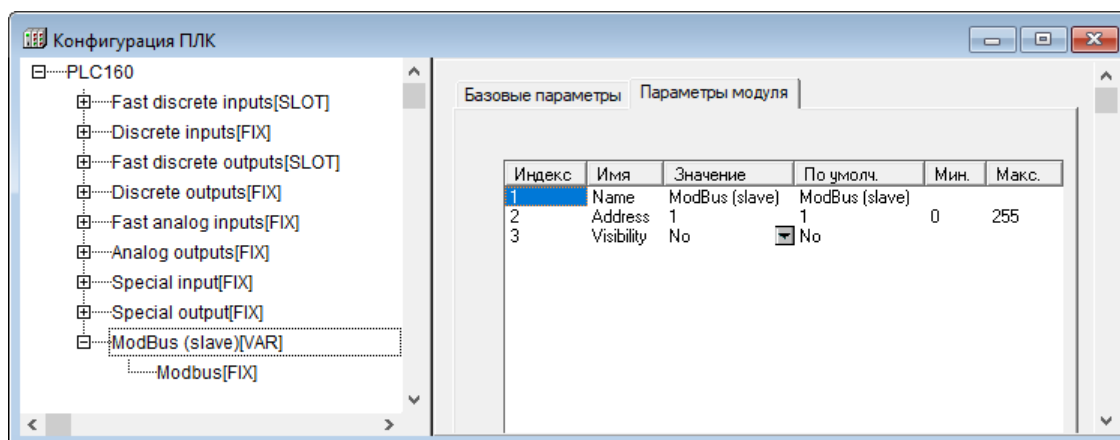 Конфигурация ПЛК
PLC160
Fast discrete inputs[SLOT]
Discrete inputs[FIX]
Fast discrete outputs[SLOT]
Discrete outputs[FIX]
Fast analog inputs[FIX]
Analog outputs[FIX]
Special input[FIX]
Special output[FIX]
ModBus (slave)[VAR]
Modbus[FIX]
Базовые параметры Параметры модуля
Индекс Имя Значение По умолч. Мин. Макс.
1 Name ModBus (slave) ModBus (slave)
2 Address 1 1 0 255
3 Visibility No No